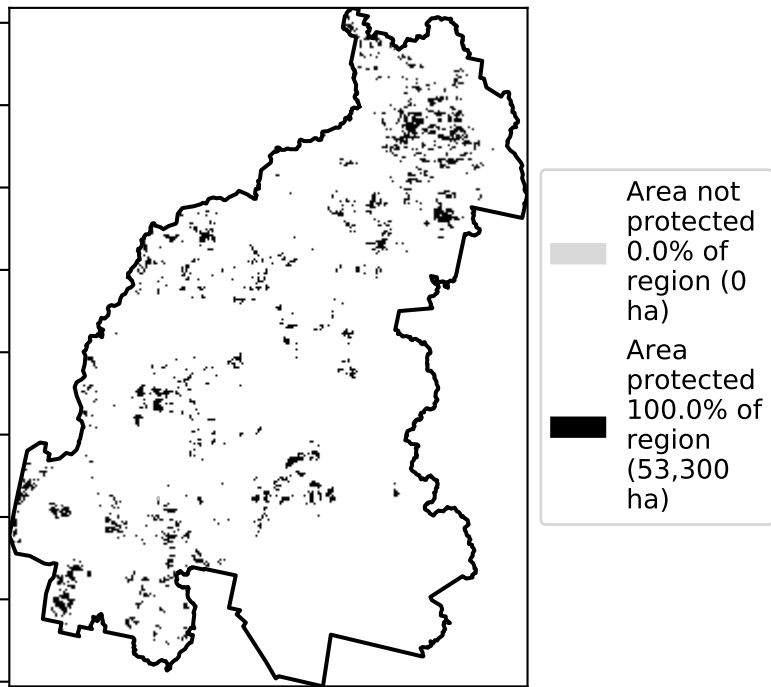 Area not
protected
0.0% of
region (0
ha)
Area
protected
100.0% of
region
(53,300
ha)